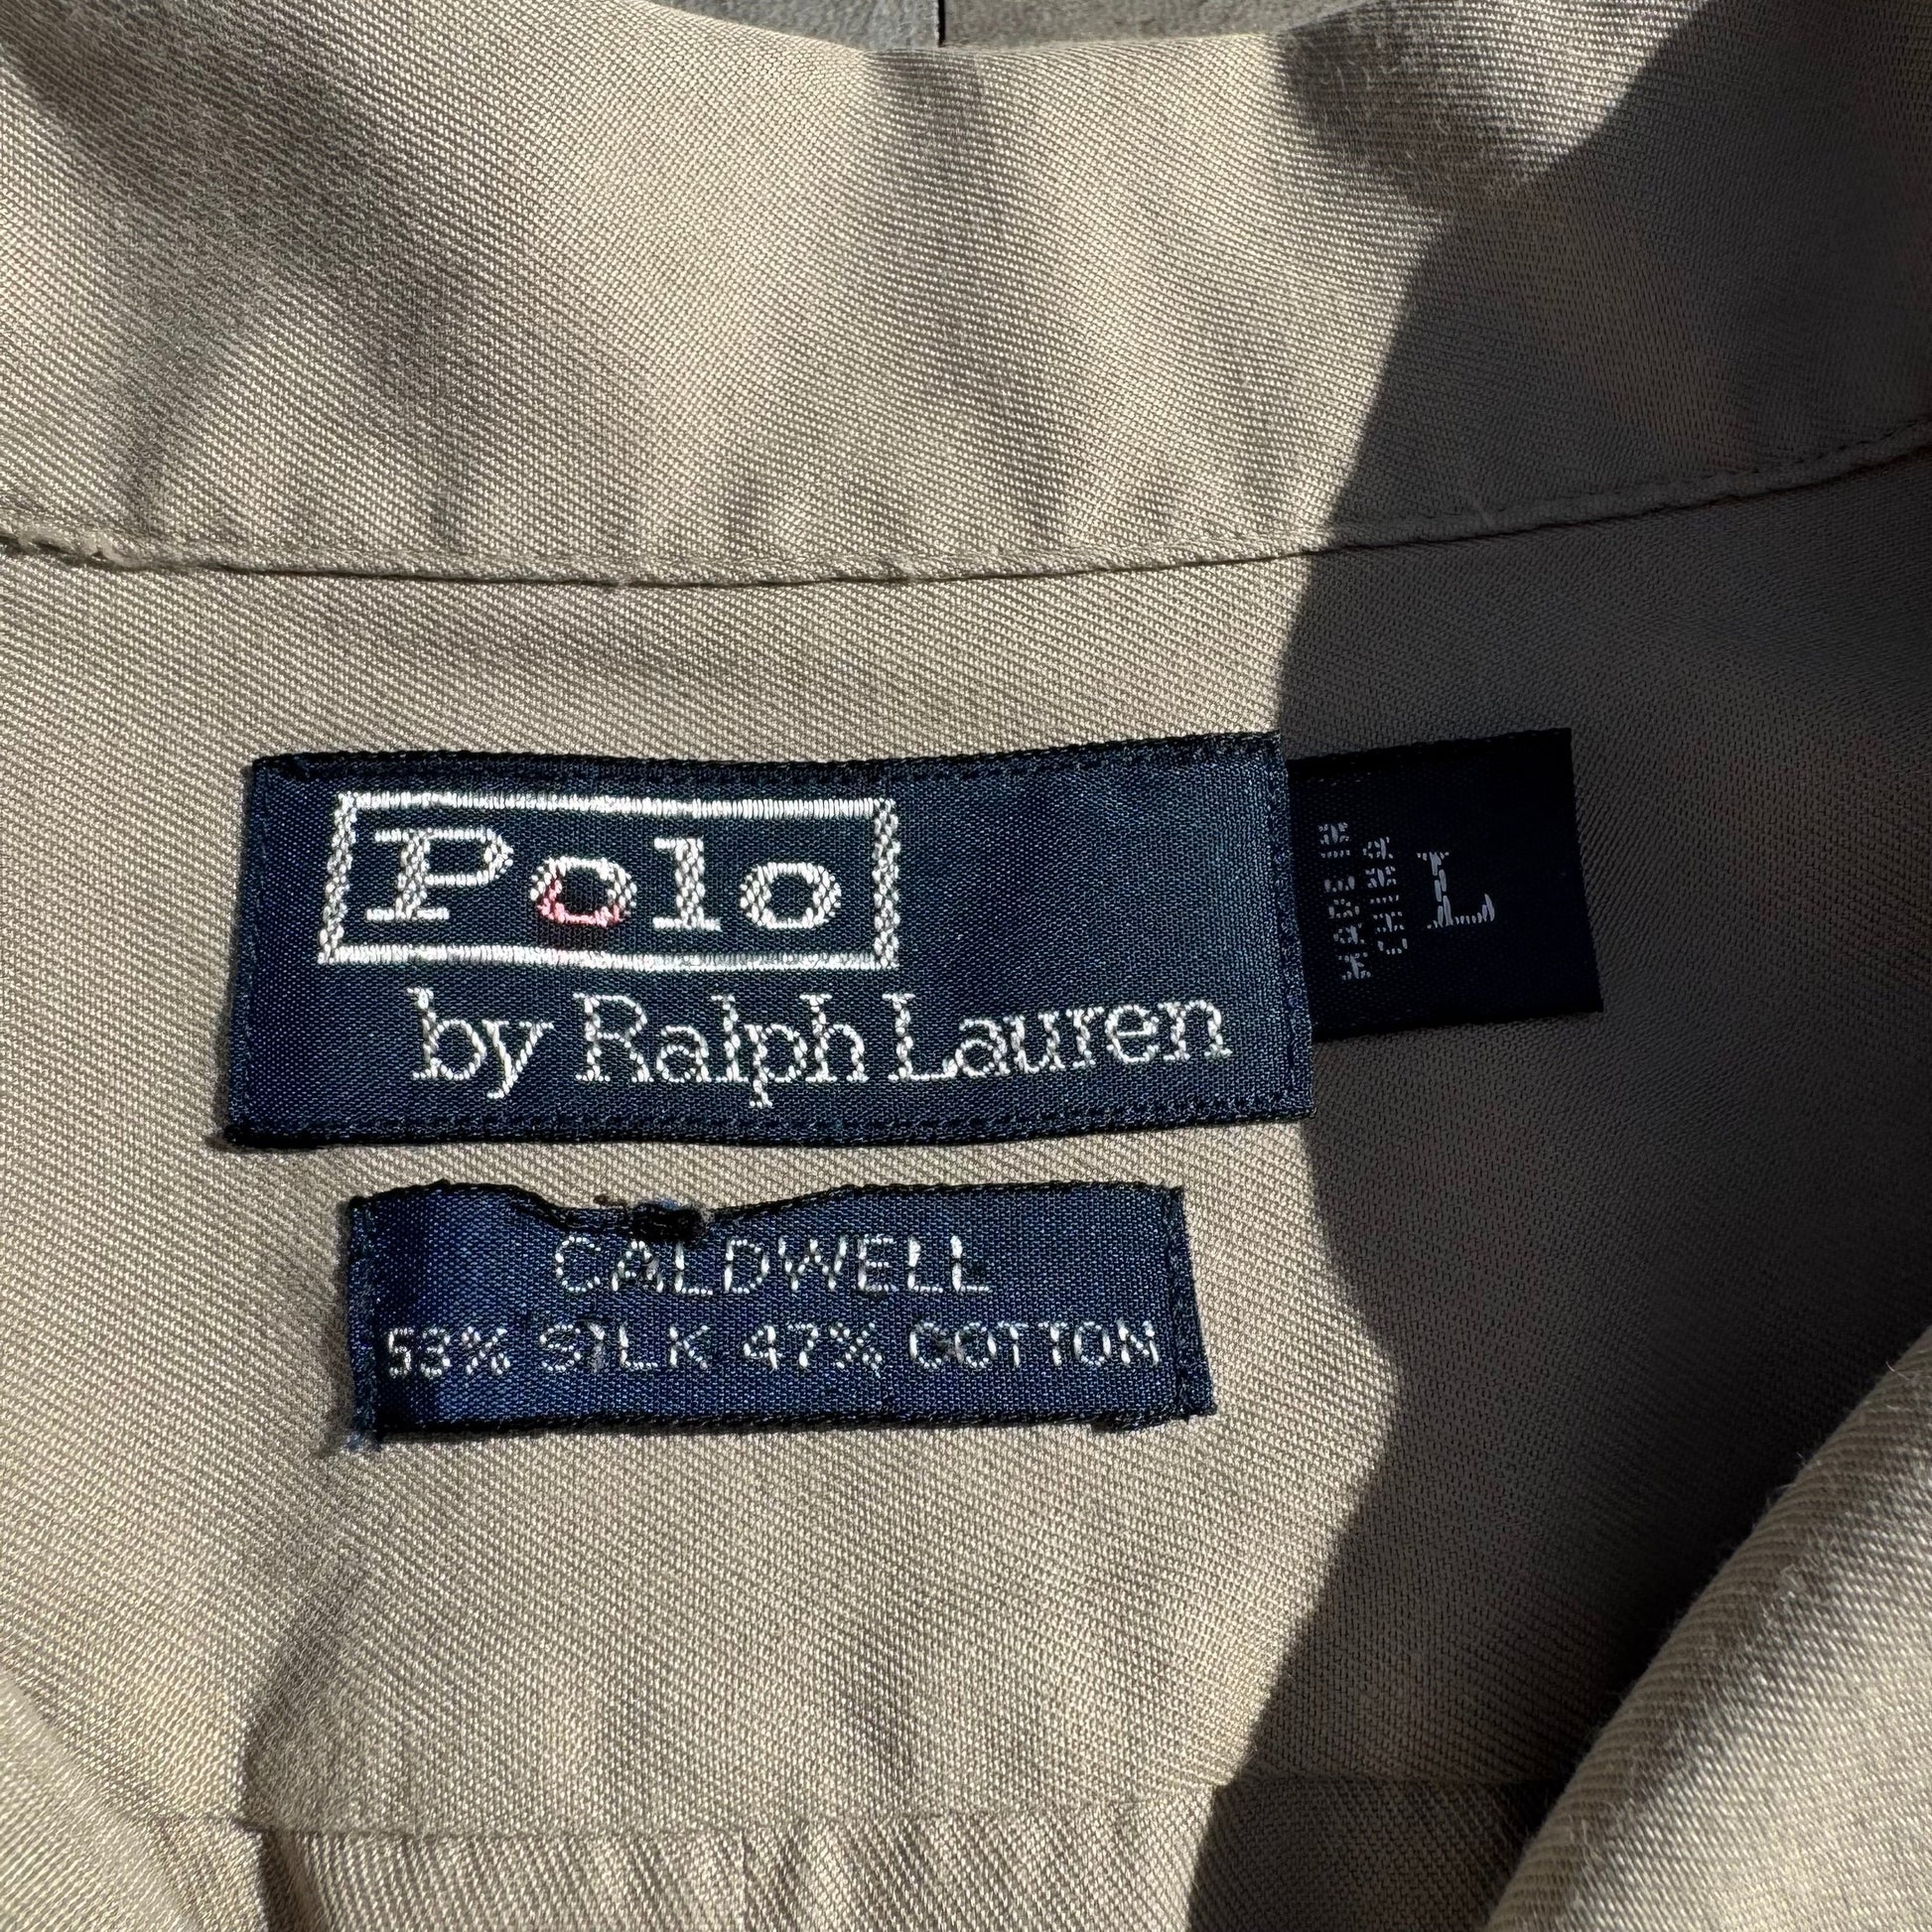 Polo
by Ralph Lauren
MADE IN
CHINA
L
CALDWELL
53% SILK 47% COTTON